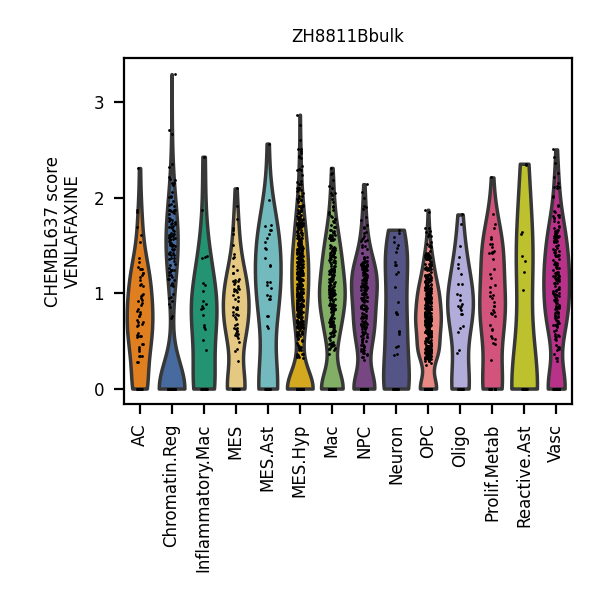 ZH8811Bbulk
CHEMBL637 score
VENLAFAXINE
3
2
1
0
AC
Chromatin.Reg
Inflammatory.Mac
MES
MES.Ast
MES.Hyp
Mac
NPC
Neuron
OPC
Oligo
Prolif.Metab
Reactive.Ast
Vasc